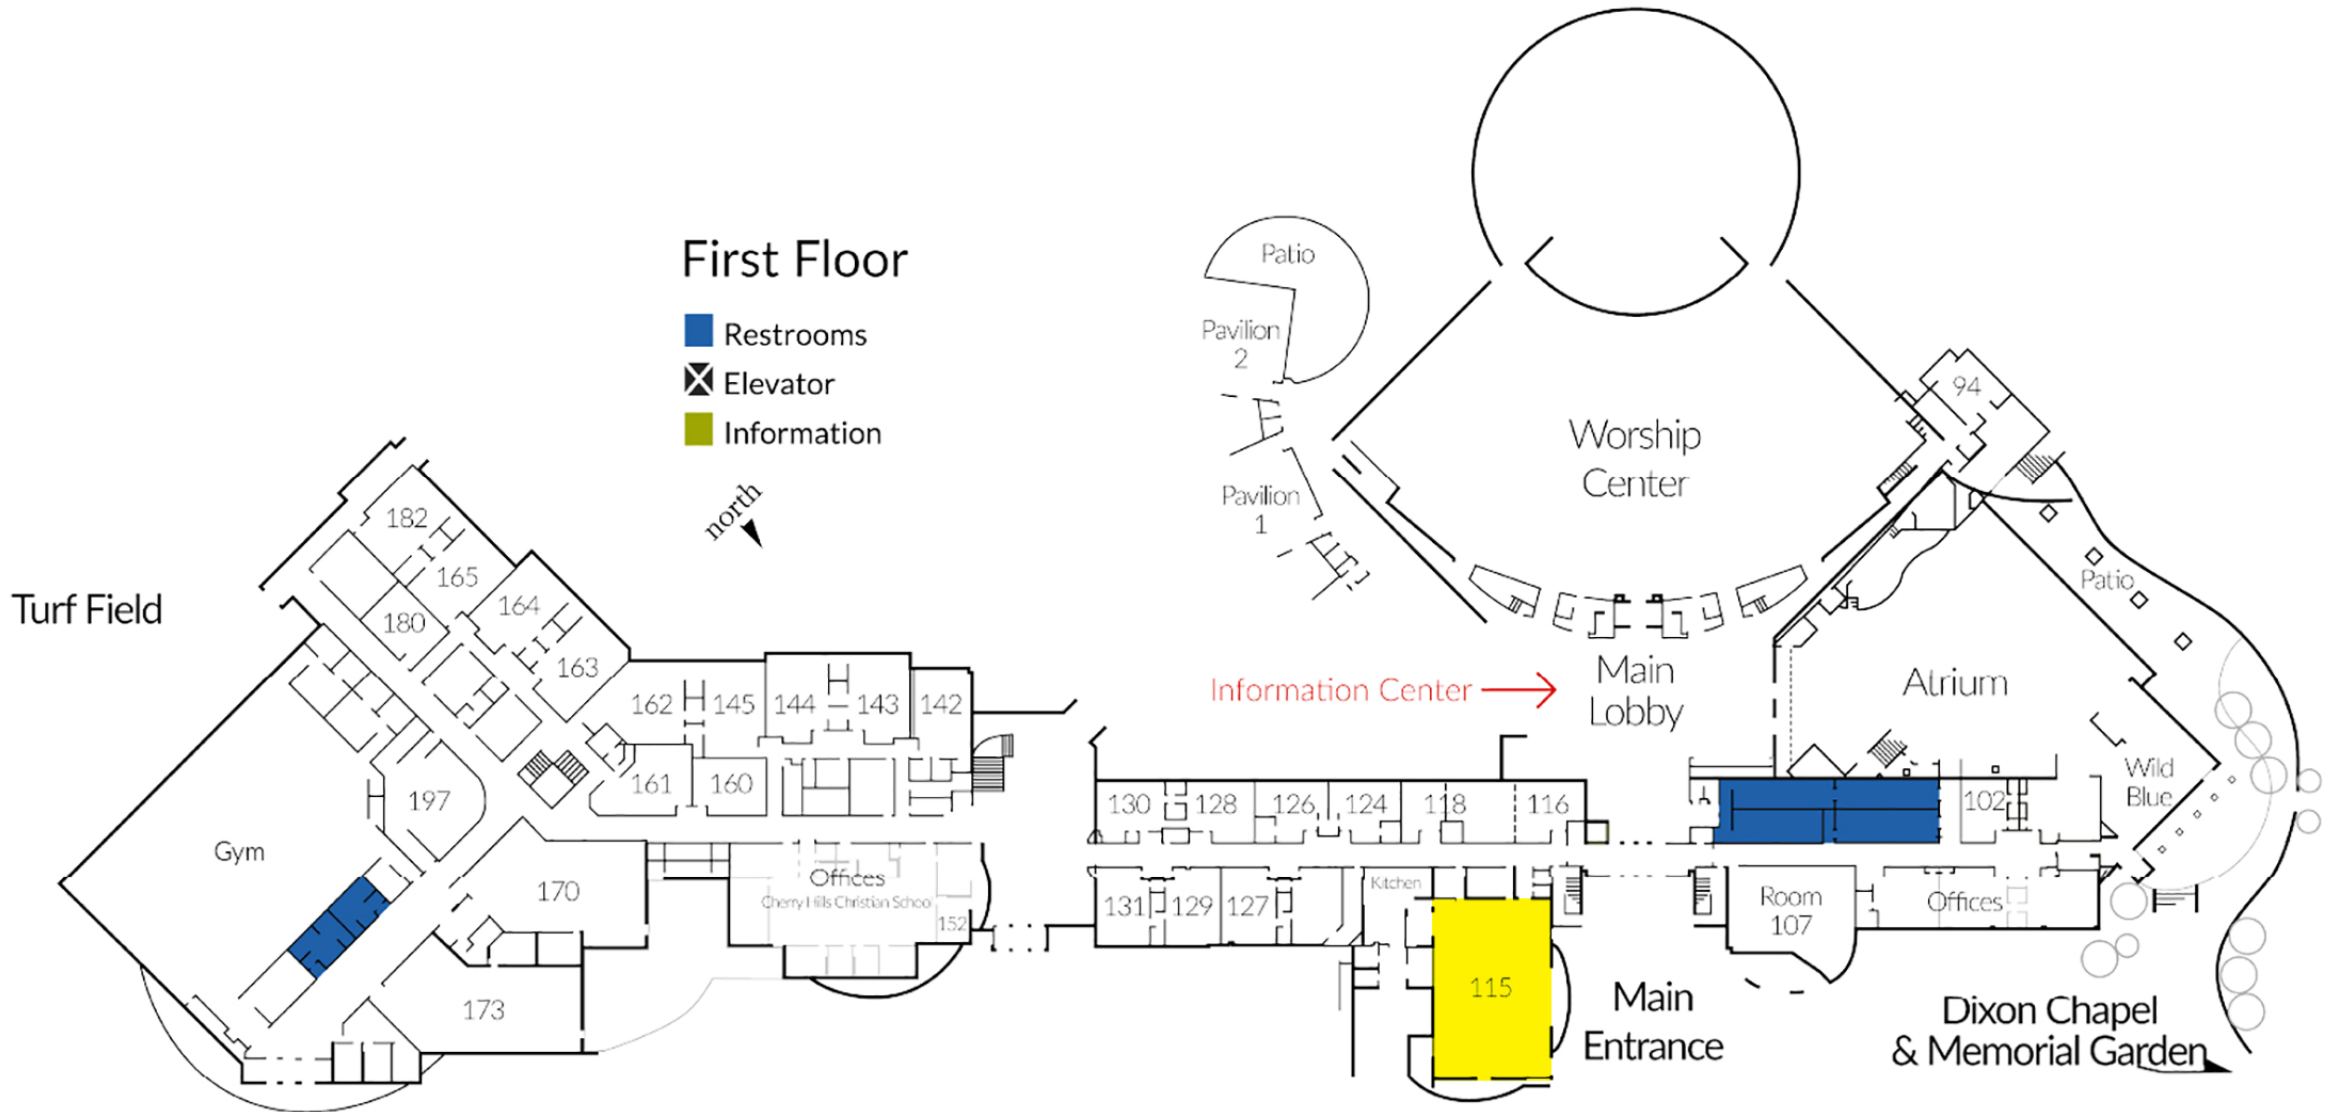 First Floor
Restrooms
Elevator
Information
north
Turf Field
Patio
Pavilion
2
Pavilion
1
Worship
Center
94
Patio
Information Center
Main
Lobby
Atrium
Wild
Blue
182
165
180
164
163
162
145
144
143
142
161
160
197
Gym
170
173
Offices
Cherry Hills Christian School
152
130
128
126
124
118
116
102
131
129
127
Kitchen
115
Room
107
Offices
Main
Entrance
Dixon Chapel
& Memorial Garden